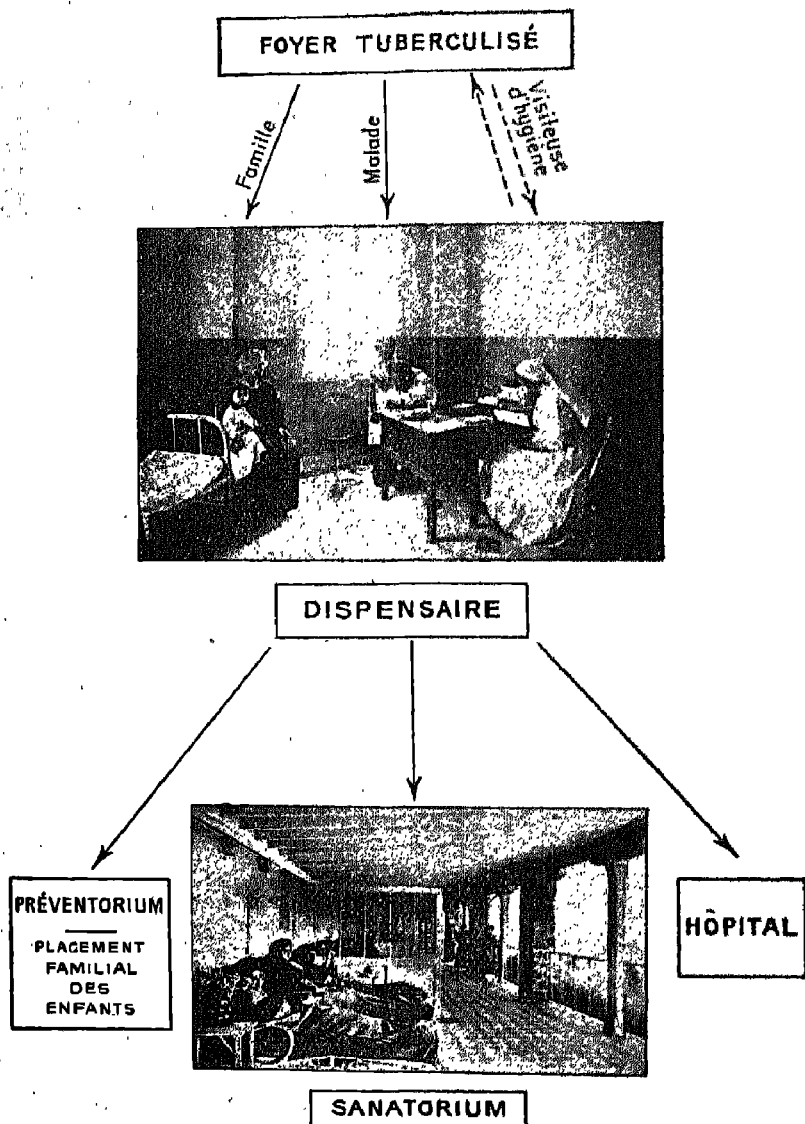 FOYER TUBERCULISÉ
Famille
Malade
Visiteuse
d'hygiène
DISPENSAIRE
PRÉVENTORIUM
PLACEMENT
FAMILIAL
DES
ENFANTS
HÔPITAL
SANATORIUM